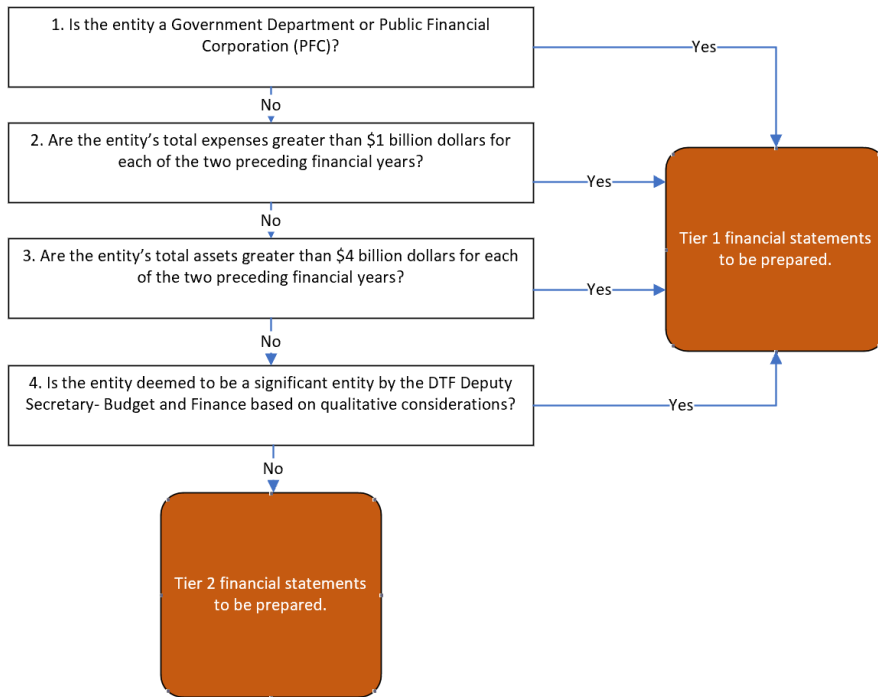 1. Is the entity a Government Department or Public Financial
Corporation (PFC)?
Yes
No
2. Are the entity’s total expenses greater than $1 billion dollars for
each of the two preceding financial years?
Yes
No
3. Are the entity’s total assets greater than $4 billion dollars for each
of the two preceding financial years?
Yes
No
Tier 1 financial statements
to be prepared.
4. Is the entity deemed to be a significant entity by the DTF Deputy
Secretary- Budget and Finance based on qualitative considerations?
Yes
No
Tier 2 financial statements
to be prepared.